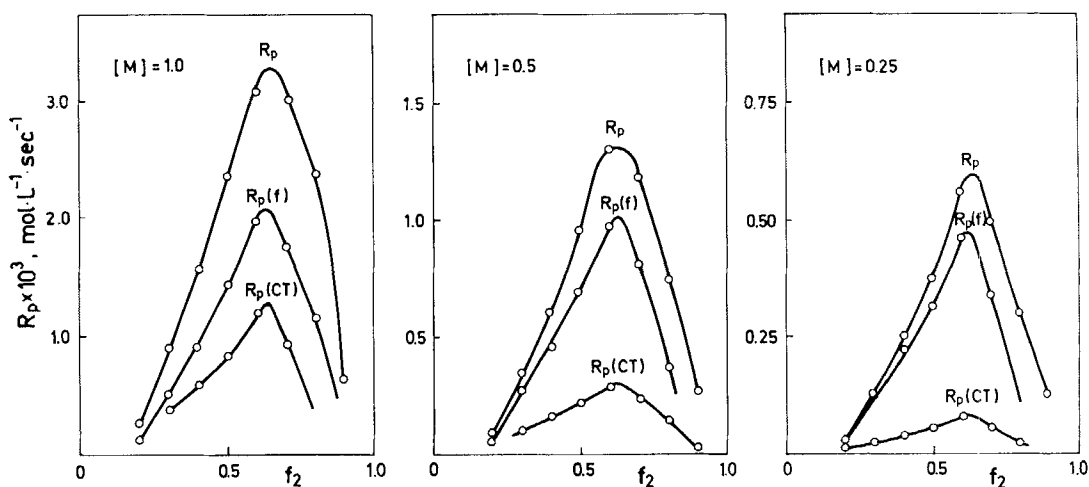 Rp×10³, mol·L⁻¹·sec⁻¹
[M]=1.0
Rp
Rp(f)
Rp(CT)
3.0
2.0
1.0
0
0.5
1.0
f₂
[M]=0.5
Rp
Rp(f)
Rp(CT)
1.5
1.0
0.5
0
0.5
1.0
f₂
[M]=0.25
Rp
Rp(f)
Rp(CT)
0.75
0.50
0.25
0
0.5
1.0
f₂